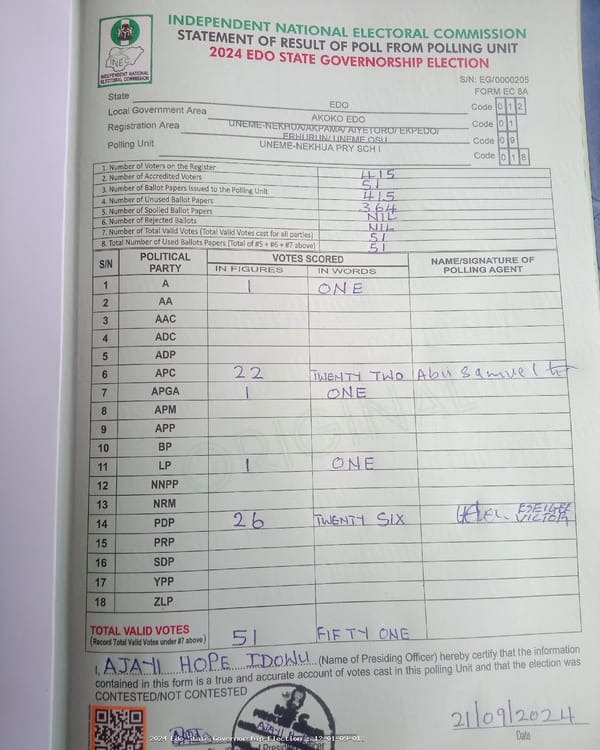 INEC
INDEPENDENT NATIONAL ELECTORAL COMMISSION
INDEPENDENT NATIONAL ELECTORAL COMMISSION
STATEMENT OF RESULT OF POLL FROM POLLING UNIT
2024 EDO STATE GOVERNORSHIP ELECTION
S/N: EG/0000205
FORM EC 8A
State EDO Code 0 1 2
Local Government Area AKOKO EDO Code 0 1
Registration Area UNEME-NEKHUA/AKPAMA/ AIYETORO/ EKPEDO/ ERHURUN/ UNEME OSU Code 0 9
Polling Unit UNEME-NEKHUA PRY SCH I Code 0 1 8
1. Number of Voters on the Register 415
2. Number of Accredited Voters 51
3. Number of Ballot Papers Issued to the Polling Unit 415
4. Number of Unused Ballot Papers 364
5. Number of Spoiled Ballot Papers NIL
6. Number of Rejected Ballots NIL
7. Number of Total Valid Votes (Total Valid Votes cast for all parties) 51
8. Total Number of Used Ballots Papers (Total of #5 + #6 + #7 above) 51
S/N POLITICAL PARTY VOTES SCORED NAME/SIGNATURE OF POLLING AGENT
IN FIGURES IN WORDS
1 A 1 ONE
2 AA
3 AAC
4 ADC
5 ADP
6 APC 22 TWENTY TWO Abu Samuel
7 APGA 1 ONE
8 APM
9 APP
10 BP
11 LP 1 ONE
12 NNPP
13 NRM
14 PDP 26 TWENTY SIX VICTOR
15 PRP
16 SDP
17 YPP
18 ZLP
ORIGINAL
TOTAL VALID VOTES 51 FIFTY ONE
(Record Total Valid Votes under #7 above)
I, AJAYI HOPE IDOWU (Name of Presiding Officer) hereby certify that the information
contained in this form is a true and accurate account of votes cast in this polling Unit and that the election was
CONTESTED/NOT CONTESTED
21/09/2024
Date
2024 Edo State Governorship Election - 12-01-09-018